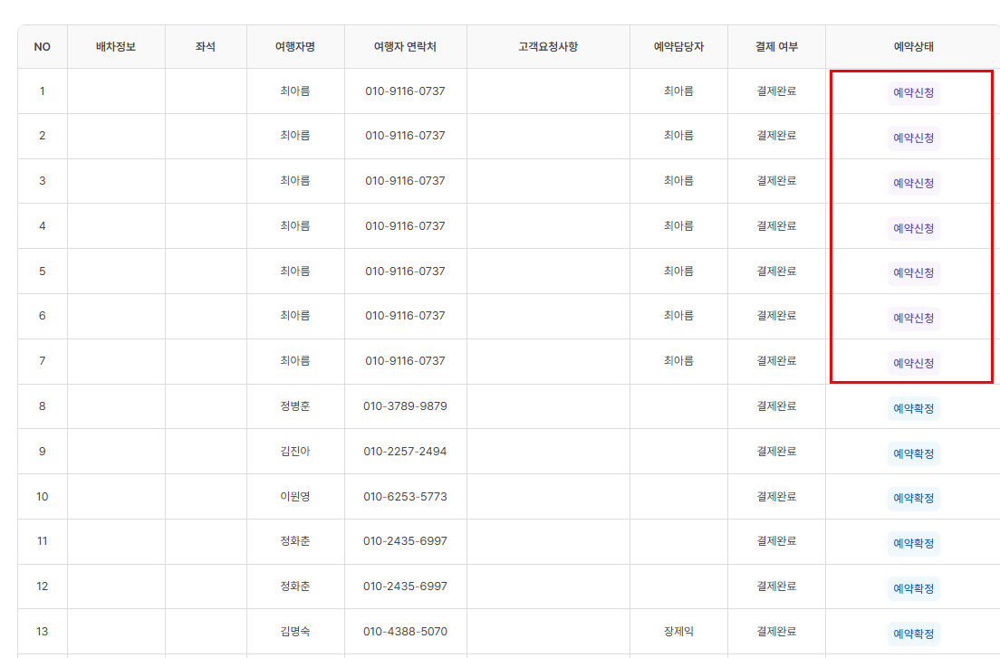 NO 배차정보 좌석 여행자명 여행자 연락처 고객요청사항 예약담당자 결제 여부 예약상태
1 최아름 010-9116-0737 최아름 결제완료 예약신청
2 최아름 010-9116-0737 최아름 결제완료 예약신청
3 최아름 010-9116-0737 최아름 결제완료 예약신청
4 최아름 010-9116-0737 최아름 결제완료 예약신청
5 최아름 010-9116-0737 최아름 결제완료 예약신청
6 최아름 010-9116-0737 최아름 결제완료 예약신청
7 최아름 010-9116-0737 최아름 결제완료 예약신청
8 정병훈 010-3789-9879 결제완료 예약확정
9 김진아 010-2257-2494 결제완료 예약확정
10 이원영 010-6253-5773 결제완료 예약확정
11 정화춘 010-2435-6997 결제완료 예약확정
12 정화춘 010-2435-6997 결제완료 예약확정
13 김명숙 010-4388-5070 장제익 결제완료 예약확정